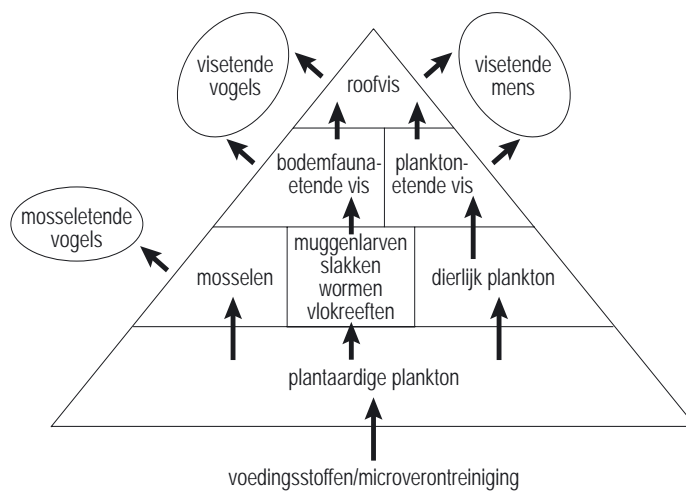 visetende
vogels
roofvis
visetende
mens
bodemfauna-
etende vis
plankton-
etende vis
mosseletende
vogels
mosselen
muggenlarven
slakken
wormen
vlokreeften
dierlijk plankton
plantaardige plankton
voedingsstoffen/microverontreiniging